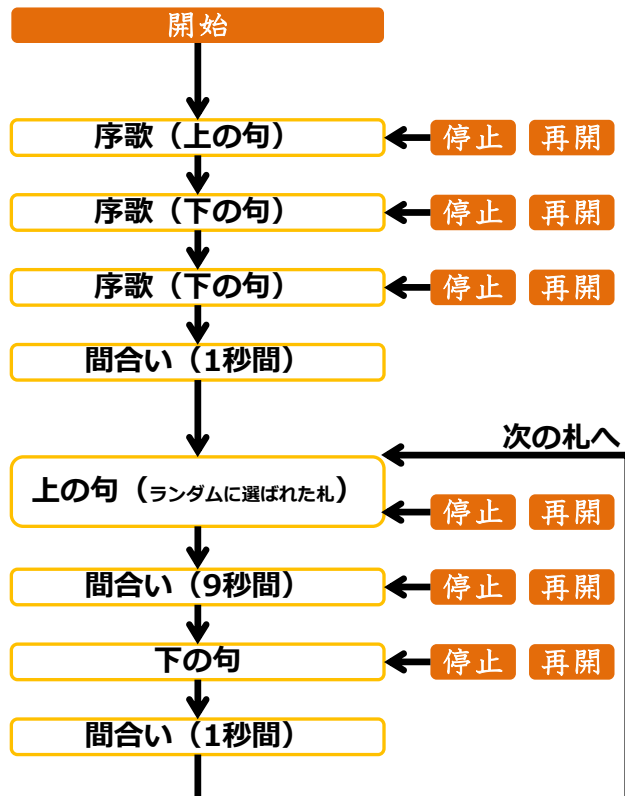 開始
序歌（上の句）
停止 再開
序歌（下の句）
停止 再開
序歌（下の句）
停止 再開
間合い（1秒間）
次の札へ
上の句（ランダムに選ばれた札）
停止 再開
間合い（9秒間）
停止 再開
下の句
停止 再開
間合い（1秒間）